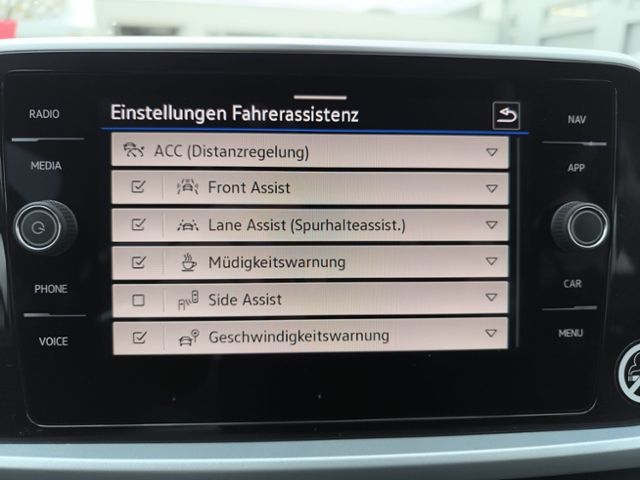 Einstellungen Fahrerassistenz
RADIO
MEDIA
PHONE
VOICE
ACC (Distanzregelung)
Front Assist
Lane Assist (Spurhalteassist.)
Müdigkeitswarnung
Side Assist
Geschwindigkeitswarnung
NAV
APP
CAR
MENU